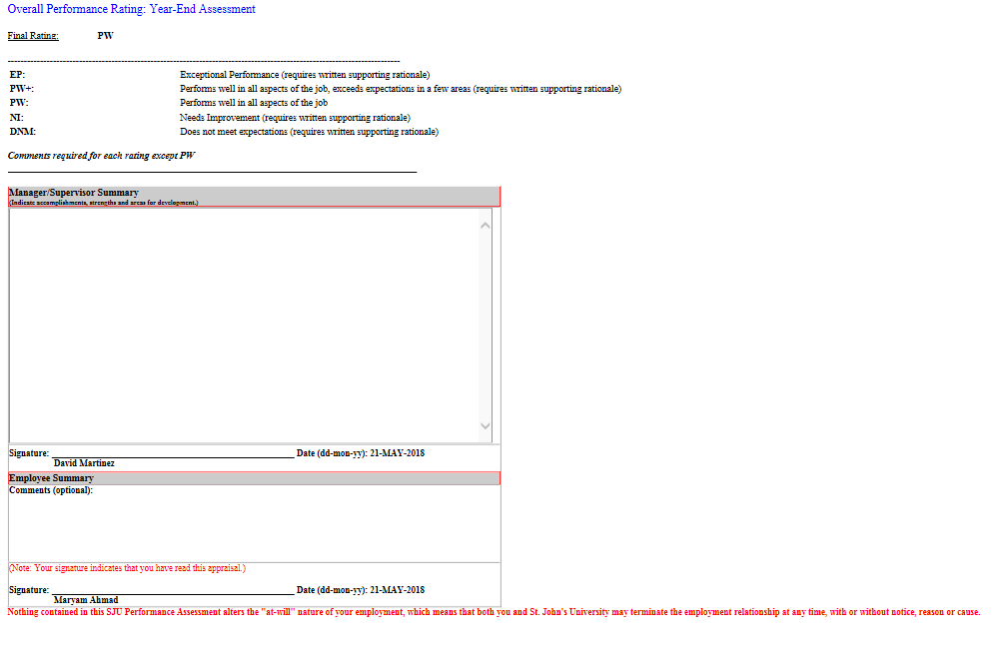 Overall Performance Rating: Year-End Assessment
Final Rating: PW
EP: Exceptional Performance (requires written supporting rationale)
PW+: Performs well in all aspects of the job, exceeds expectations in a few areas (requires written supporting rationale)
PW: Performs well in all aspects of the job
NI: Needs Improvement (requires written supporting rationale)
DNM: Does not meet expectations (requires written supporting rationale)
Comments required for each rating except PW
Manager/Supervisor Summary
(Indicate accomplishments, strengths and areas for development.)
Signature: Date (dd-mon-yy): 21-MAY-2018
David Martinez
Employee Summary
Comments (optional):
(Note: Your signature indicates that you have read this appraisal.)
Signature: Date (dd-mon-yy): 21-MAY-2018
Maryam Ahmad
Nothing contained in this SJU Performance Assessment alters the "at-will" nature of your employment, which means that both you and St. John's University may terminate the employment relationship at any time, with or without notice, reason or cause.